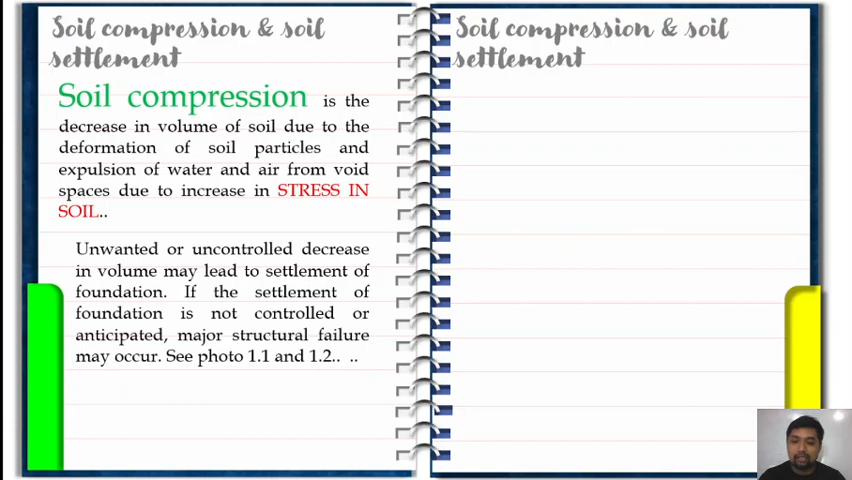 Soil compression & soil
settlement
Soil compression is the
decrease in volume of soil due to the
deformation of soil particles and
expulsion of water and air from void
spaces due to increase in STRESS IN
SOIL..
Unwanted or uncontrolled decrease
in volume may lead to settlement of
foundation. If the settlement of
foundation is not controlled or
anticipated, major structural failure
may occur. See photo 1.1 and 1.2.. ..
Soil compression & soil
settlement